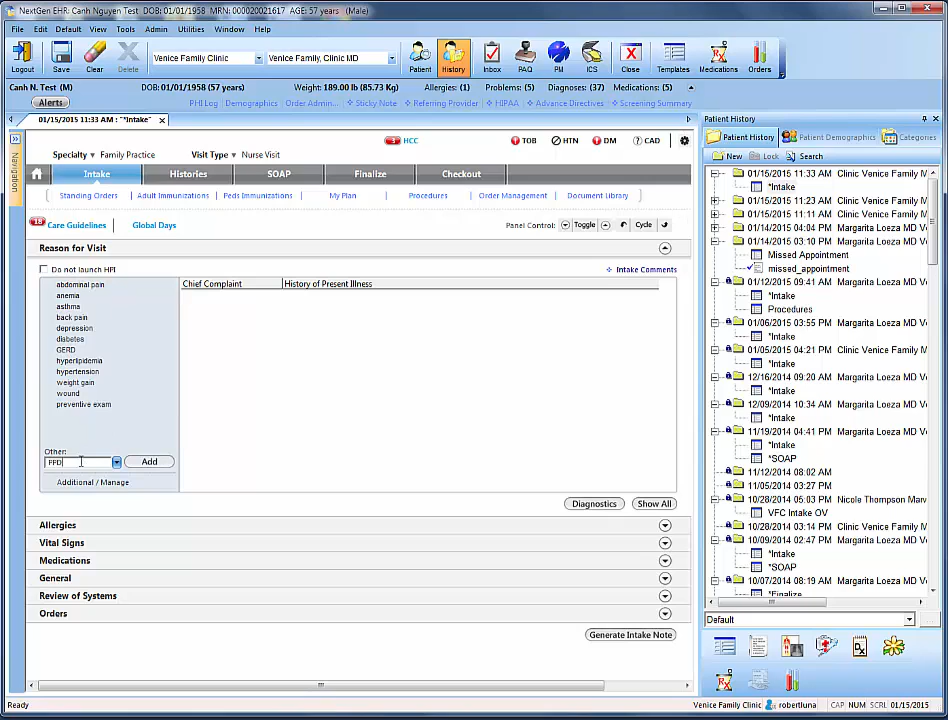 NextGen EHR: Canh Nguyen Test DOB: 01/01/1958 MRN: 000020021617 AGE: 57 years (Male)
File Edit Default View Tools Admin Utilities Window Help
Venice Family Clinic Venice Family, Clinic MD
Logout Save Clear Delete Patient History Inbox PAQ PM ICS Close Templates Medications Orders
Canh N. Test (M) DOB: 01/01/1958 (57 years) Weight: 189.00 lb (85.73 Kg) Allergies: (1) Problems: (5) Diagnoses: (37) Medications: (5)
Alerts PHI Log Demographics Order Admin... Sticky Note Referring Provider HIPAA Advance Directives Screening Summary
01/15/2015 11:33 AM : "*Intake"
Navigation
HCC TOB HTN DM CAD
Specialty Family Practice Visit Type Nurse Visit
Intake Histories SOAP Finalize Checkout
Standing Orders Adult Immunizations Peds Immunizations My Plan Procedures Order Management Document Library
18 Care Guidelines Global Days Panel Control: Toggle Cycle
Reason for Visit
Do not launch HPI Intake Comments
Chief Complaint History of Present Illness
abdominal pain
anemia
asthma
back pain
depression
diabetes
GERD
hyperlipidemia
hypertension
weight gain
wound
preventive exam
Other:
PPD Add
Additional / Manage
Diagnostics Show All
Allergies
Vital Signs
Medications
General
Review of Systems
Orders
Generate Intake Note
Patient History
Patient History Patient Demographics Categories
New Lock Search
01/15/2015 11:33 AM Venice Family Clinic MD V
*Intake
01/15/2015 11:23 AM Venice Family Clinic MD V
01/15/2015 11:11 AM Venice Family Clinic MD V
01/14/2015 04:04 PM Venice Family Clinic MD V
01/14/2015 03:10 PM Venice Family Clinic MD V
Missed Appointment
missed_appointment
01/12/2015 09:41 AM Margarita Loeza MD V
*Intake
Procedures
01/06/2015 03:55 PM Margarita Loeza MD V
*Intake
01/05/2015 04:21 PM Clinic Venice Family M
*Intake
12/16/2014 09:20 AM Margarita Loeza MD V
*Intake
12/09/2014 10:34 AM Margarita Loeza MD V
*Intake
11/19/2014 04:41 PM Margarita Loeza MD V
*Intake
*SOAP
11/12/2014 08:02 AM
11/05/2014 03:27 PM
10/28/2014 05:03 PM Nicole Thompson Marv
VFC Intake OV
10/28/2014 03:14 PM Clinic Venice Family M
10/09/2014 02:47 PM Margarita Loeza MD V
*Intake
*SOAP
10/07/2014 08:19 AM Margarita Loeza MD V
*Finalize
Default
Ready Venice Family Clinic robertluna CAP NUM SCRL 01/15/2015